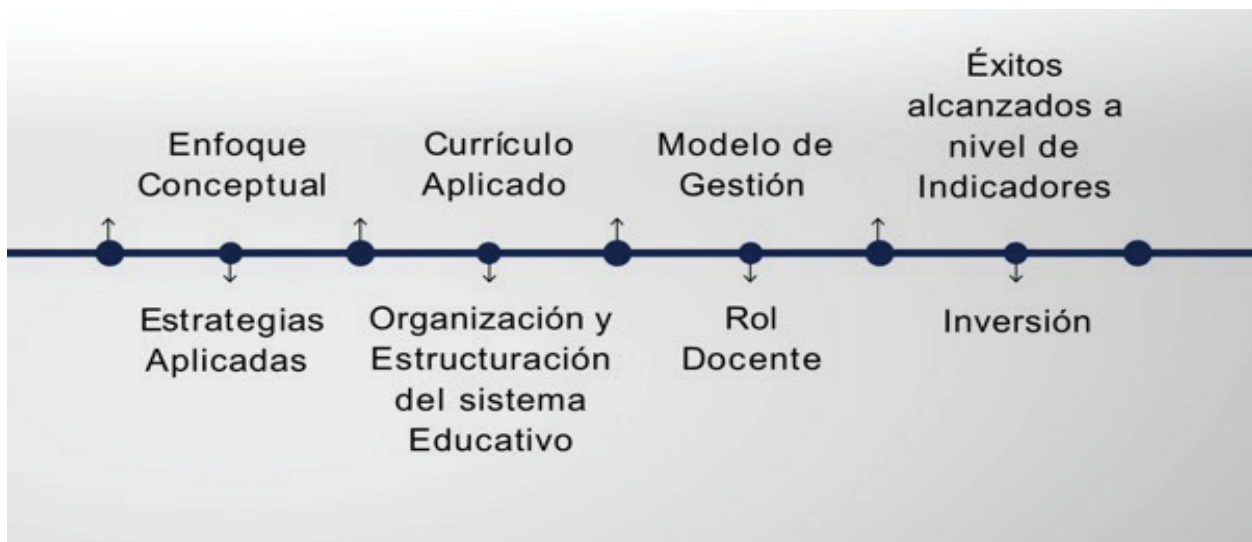 Enfoque
Conceptual
Currículo
Aplicado
Modelo de
Gestión
Éxitos
alcanzados a
nivel de
Indicadores
Estrategias
Aplicadas
Organización y
Estructuración
del sistema
Educativo
Rol
Docente
Inversión